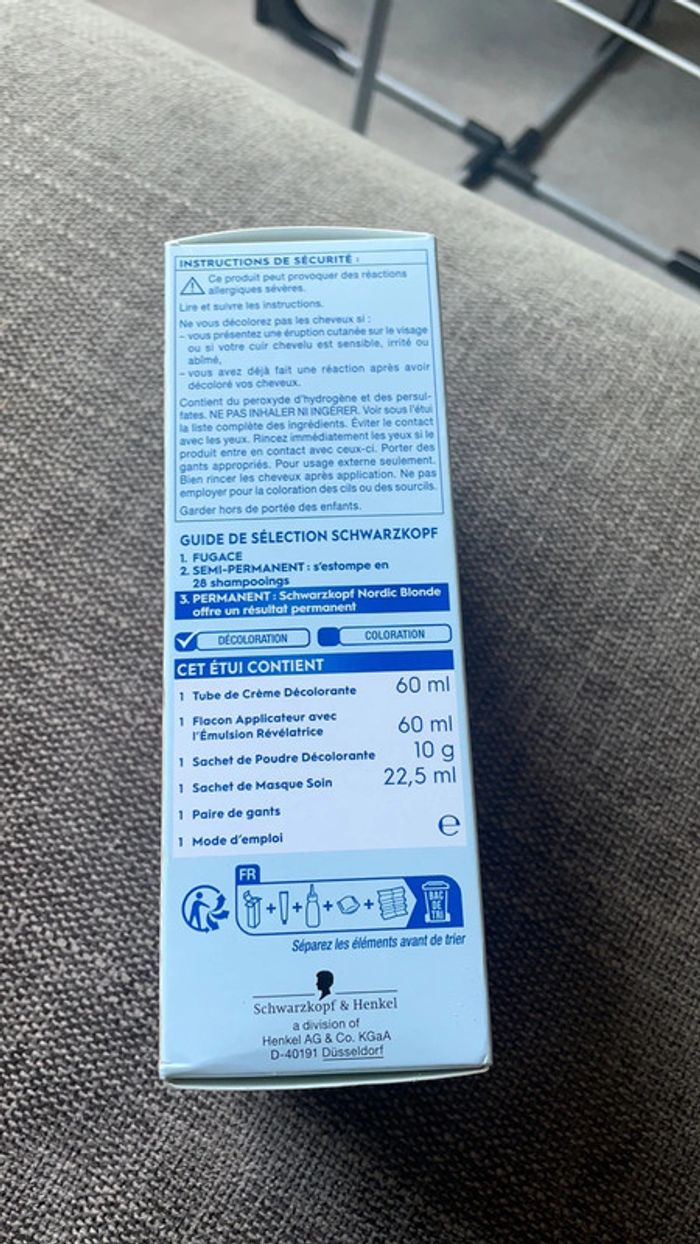 INSTRUCTIONS DE SÉCURITÉ :
Ce produit peut provoquer des réactions
allergiques sévères.
Lire et suivre les instructions.
Ne vous décolorez pas les cheveux si :
– vous présentez une éruption cutanée sur le visage
ou si votre cuir chevelu est sensible, irrité ou
abîmé,
– vous avez déjà fait une réaction après avoir
décoloré vos cheveux.
Contient du peroxyde d'hydrogène et des persul-
fates. NE PAS INHALER NI INGÉRER. Voir sous l'étui
la liste complète des ingrédients. Éviter le contact
avec les yeux. Rincez immédiatement les yeux si le
produit entre en contact avec ceux-ci. Porter des
gants appropriés. Pour usage externe seulement.
Bien rincer les cheveux après application. Ne pas
employer pour la coloration des cils ou des sourcils.
Garder hors de portée des enfants.
GUIDE DE SÉLECTION SCHWARZKOPF
1. FUGACE
2. SEMI-PERMANENT : s'estompe en
28 shampooings
3. PERMANENT : Schwarzkopf Nordic Blonde
offre un résultat permanent
DÉCOLORATION COLORATION
CET ÉTUI CONTIENT
1 Tube de Crème Décolorante 60 ml
1 Flacon Applicateur avec
l'Émulsion Révélatrice 60 ml
1 Sachet de Poudre Décolorante 10 g
1 Sachet de Masque Soin 22,5 ml
1 Paire de gants
1 Mode d'emploi ℮
FR
+ + + +
BAC
DE
TRI
Séparez les éléments avant de trier
Schwarzkopf & Henkel
a division of
Henkel AG & Co. KGaA
D-40191 Düsseldorf